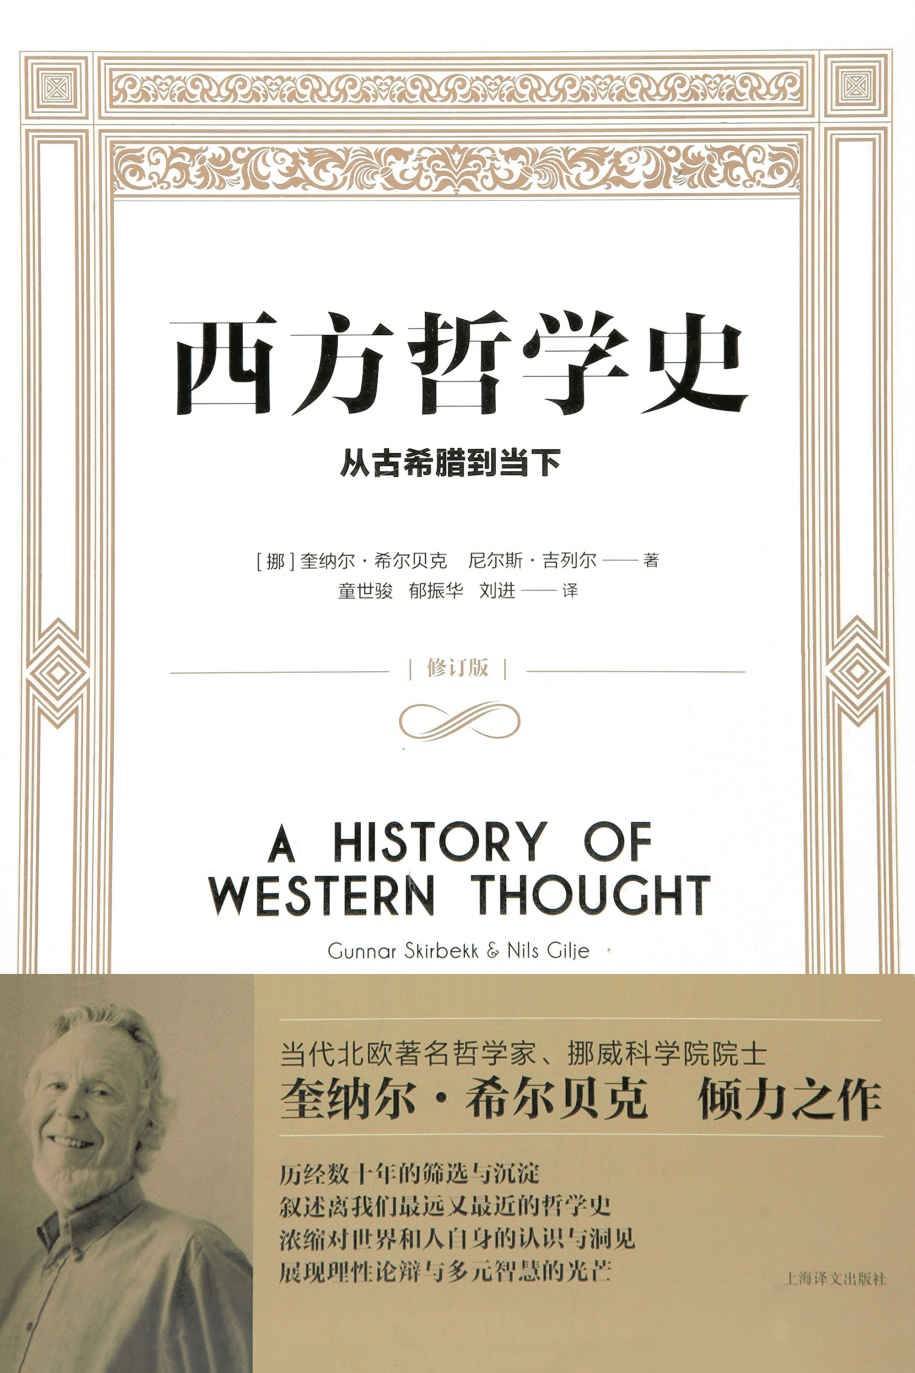 西方哲学史
从古希腊到当下
[挪]奎纳尔·希尔贝克 尼尔斯·吉列尔——著
童世骏 郁振华 刘进——译
|修订版|
A HISTORY OF
WESTERN THOUGHT
Gunnar Skirbekk & Nils Gilje
当代北欧著名哲学家、挪威科学院院士
奎纳尔·希尔贝克 倾力之作
历经数十年的筛选与沉淀
叙述离我们最远又最近的哲学史
浓缩对世界和人自身的认识与洞见
展现理性论辩与多元智慧的光芒
上海译文出版社